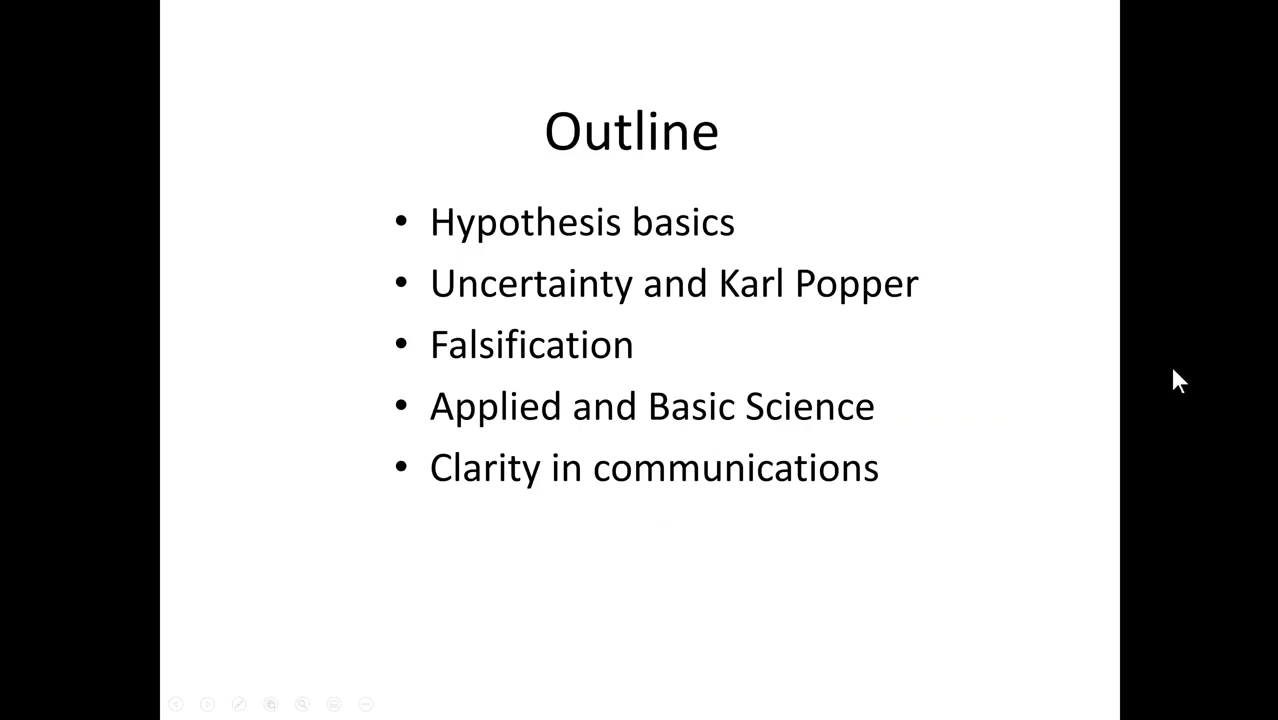 Outline
• Hypothesis basics
• Uncertainty and Karl Popper
• Falsification
• Applied and Basic Science
• Clarity in communications